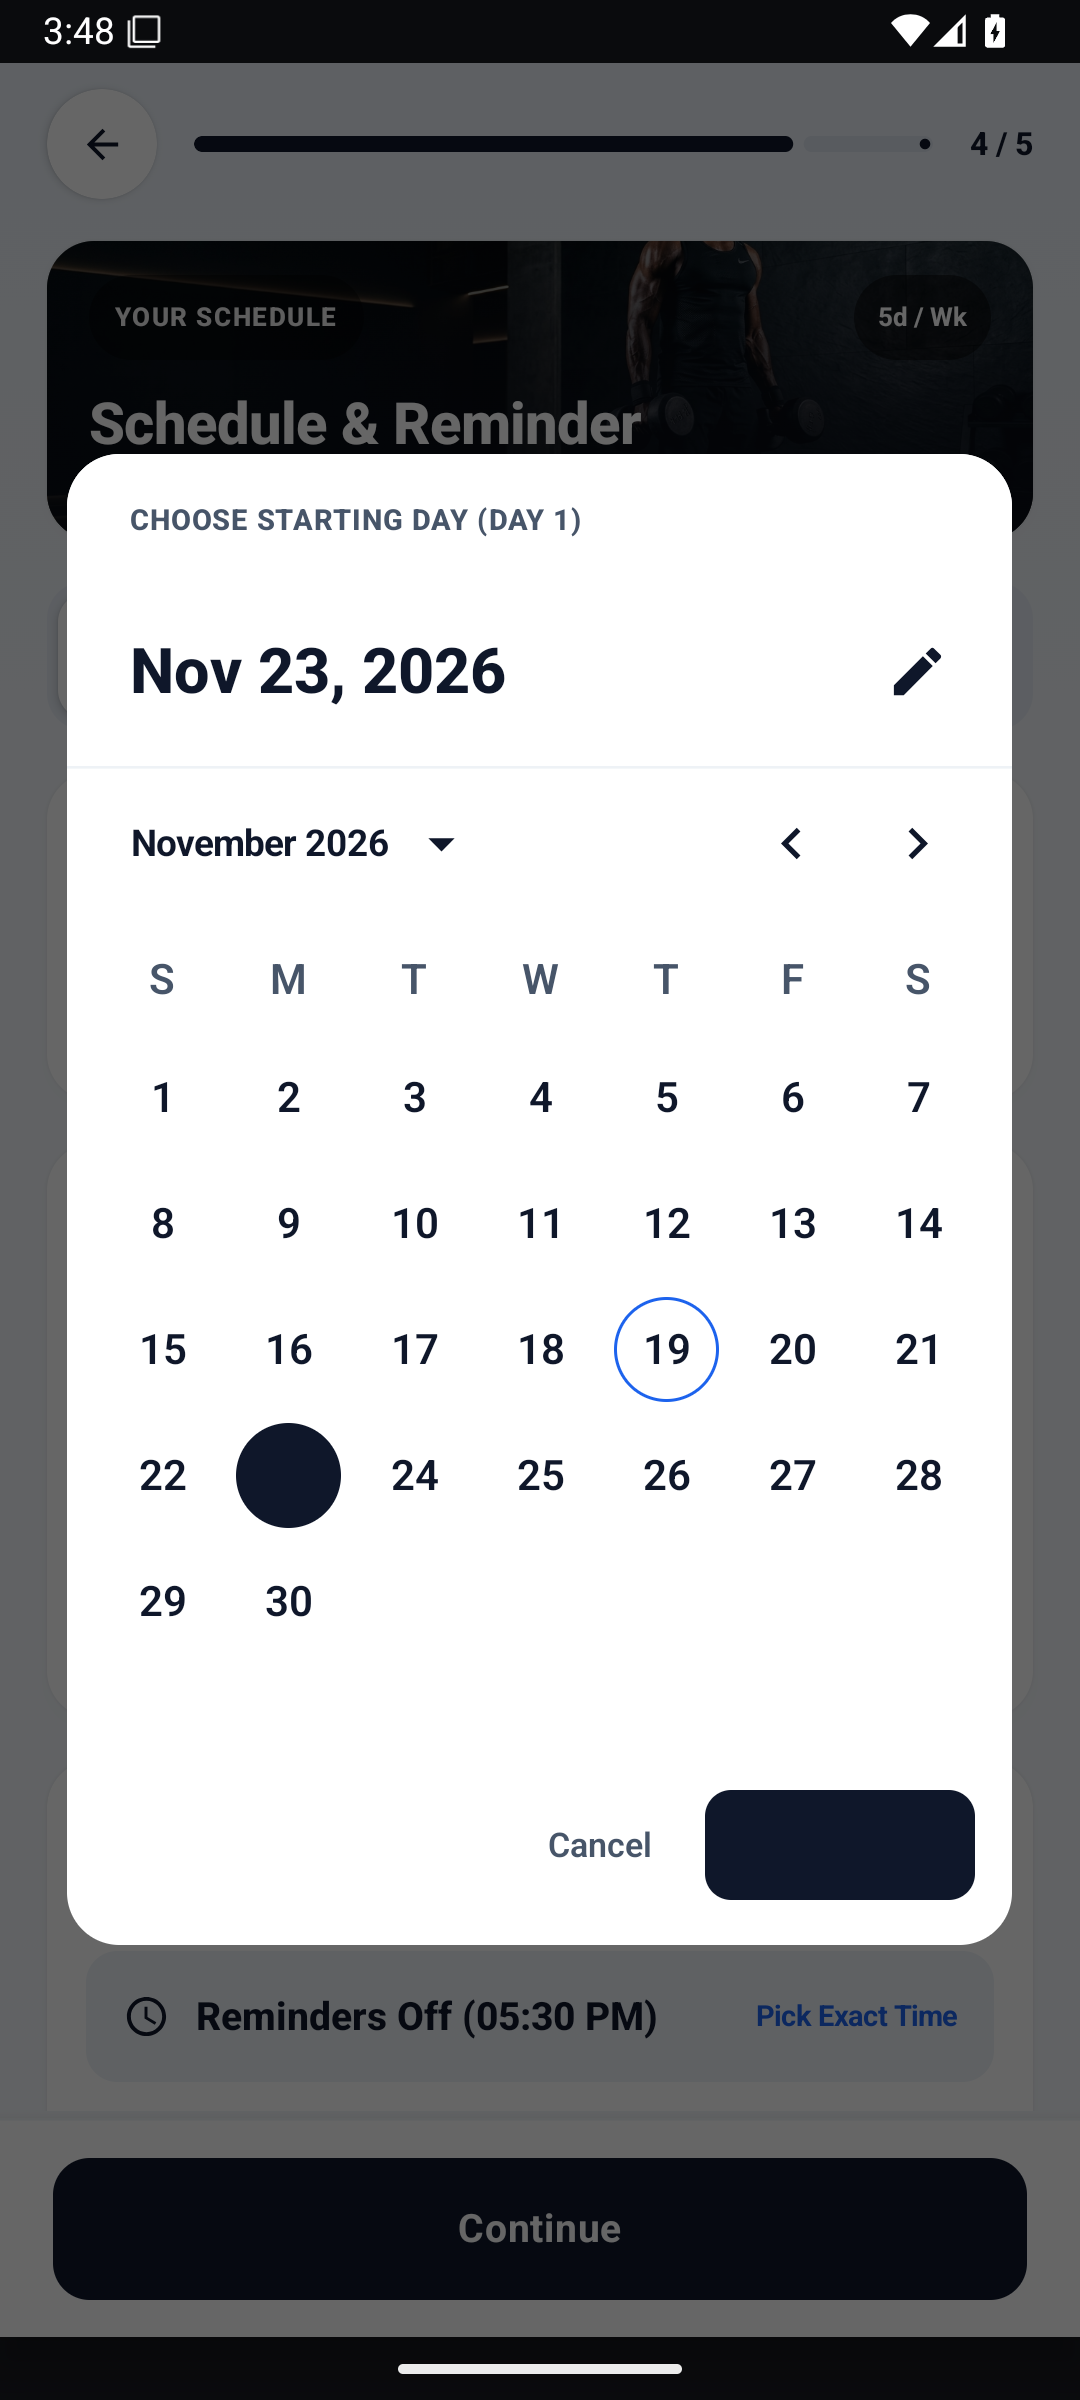 3:48
4 / 5
YOUR SCHEDULE
5d / Wk
Schedule & Reminder
CHOOSE STARTING DAY (DAY 1)
Nov 23, 2026
November 2026
S M T W T F S
1 2 3 4 5 6 7
8 9 10 11 12 13 14
15 16 17 18 19 20 21
22 24 25 26 27 28
29 30
Cancel
Reminders Off (05:30 PM)
Pick Exact Time
Continue